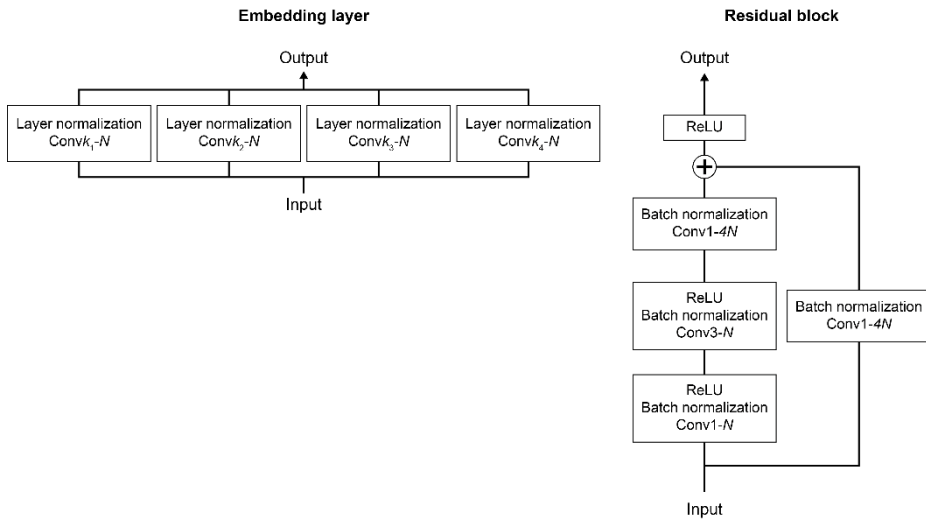 Embedding layer
Output
Layer normalization
Convk₁-N
Layer normalization
Convk₂-N
Layer normalization
Convk₃-N
Layer normalization
Convk₄-N
Input
Residual block
Output
ReLU
+
Batch normalization
Conv1-4N
ReLU
Batch normalization
Conv3-N
ReLU
Batch normalization
Conv1-N
Batch normalization
Conv1-4N
Input